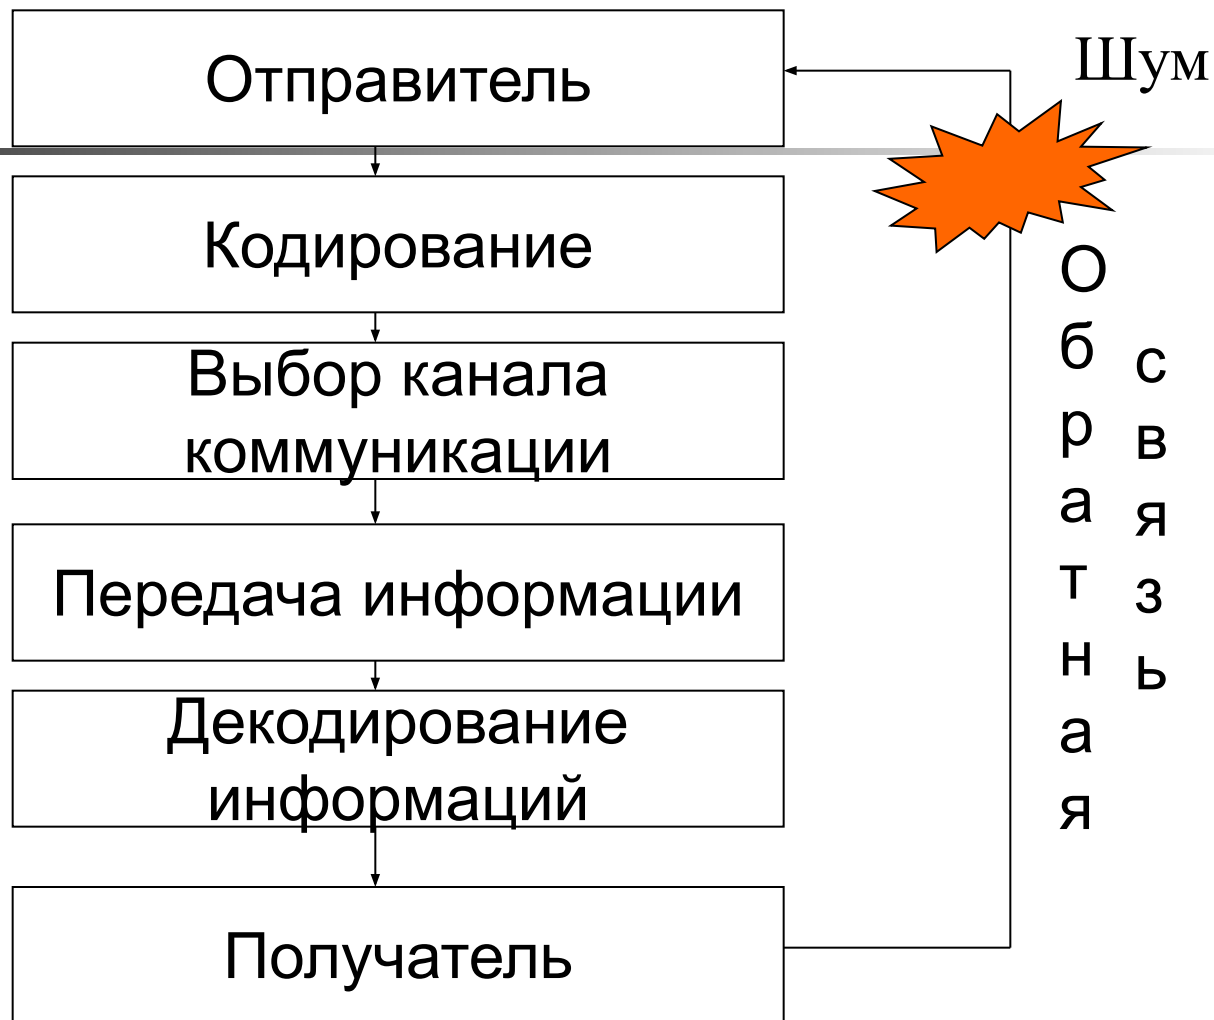 Отправитель
Шум
Кодирование
Выбор канала
коммуникации
Передача информации
Декодирование
информаций
Получатель
Обратная
связь